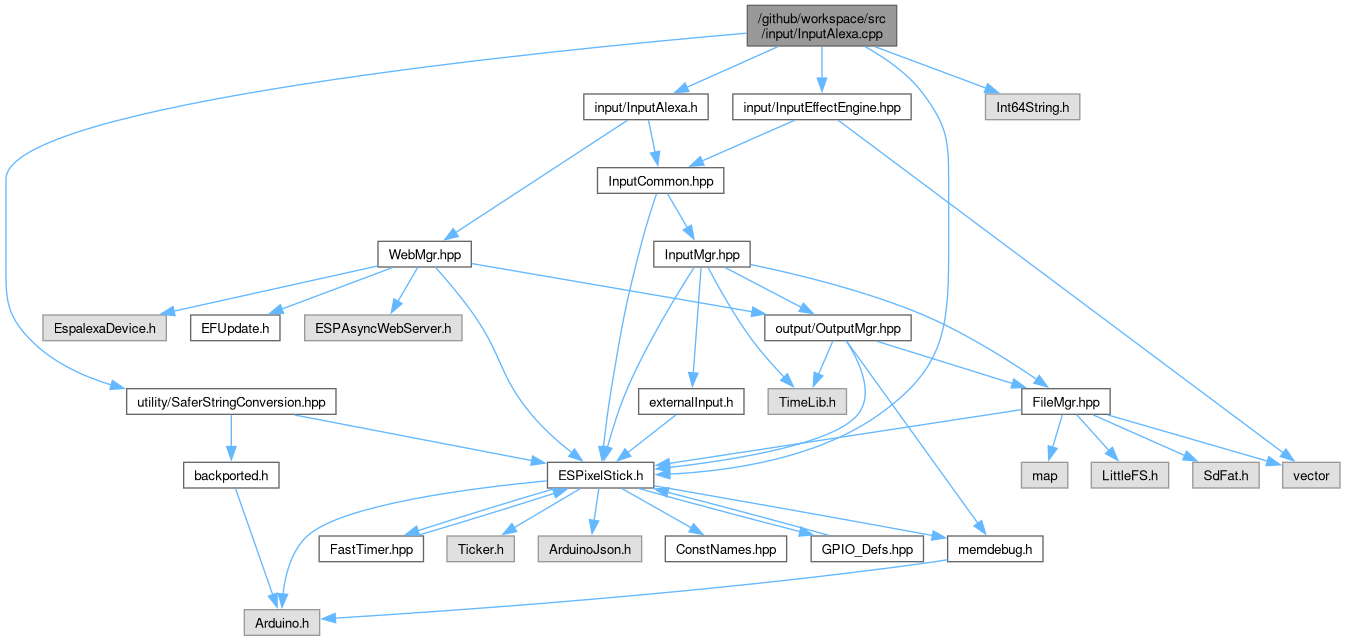 /github/workspace/src
/input/InputAlexa.cpp
input/InputAlexa.h
input/InputEffectEngine.hpp
Int64String.h
InputCommon.hpp
WebMgr.hpp
InputMgr.hpp
EspalexaDevice.h
EFUpdate.h
ESPAsyncWebServer.h
output/OutputMgr.hpp
utility/SaferStringConversion.hpp
externalInput.h
TimeLib.h
FileMgr.hpp
backported.h
ESPixelStick.h
map
LittleFS.h
SdFat.h
vector
FastTimer.hpp
Ticker.h
ArduinoJson.h
ConstNames.hpp
GPIO_Defs.hpp
memdebug.h
Arduino.h